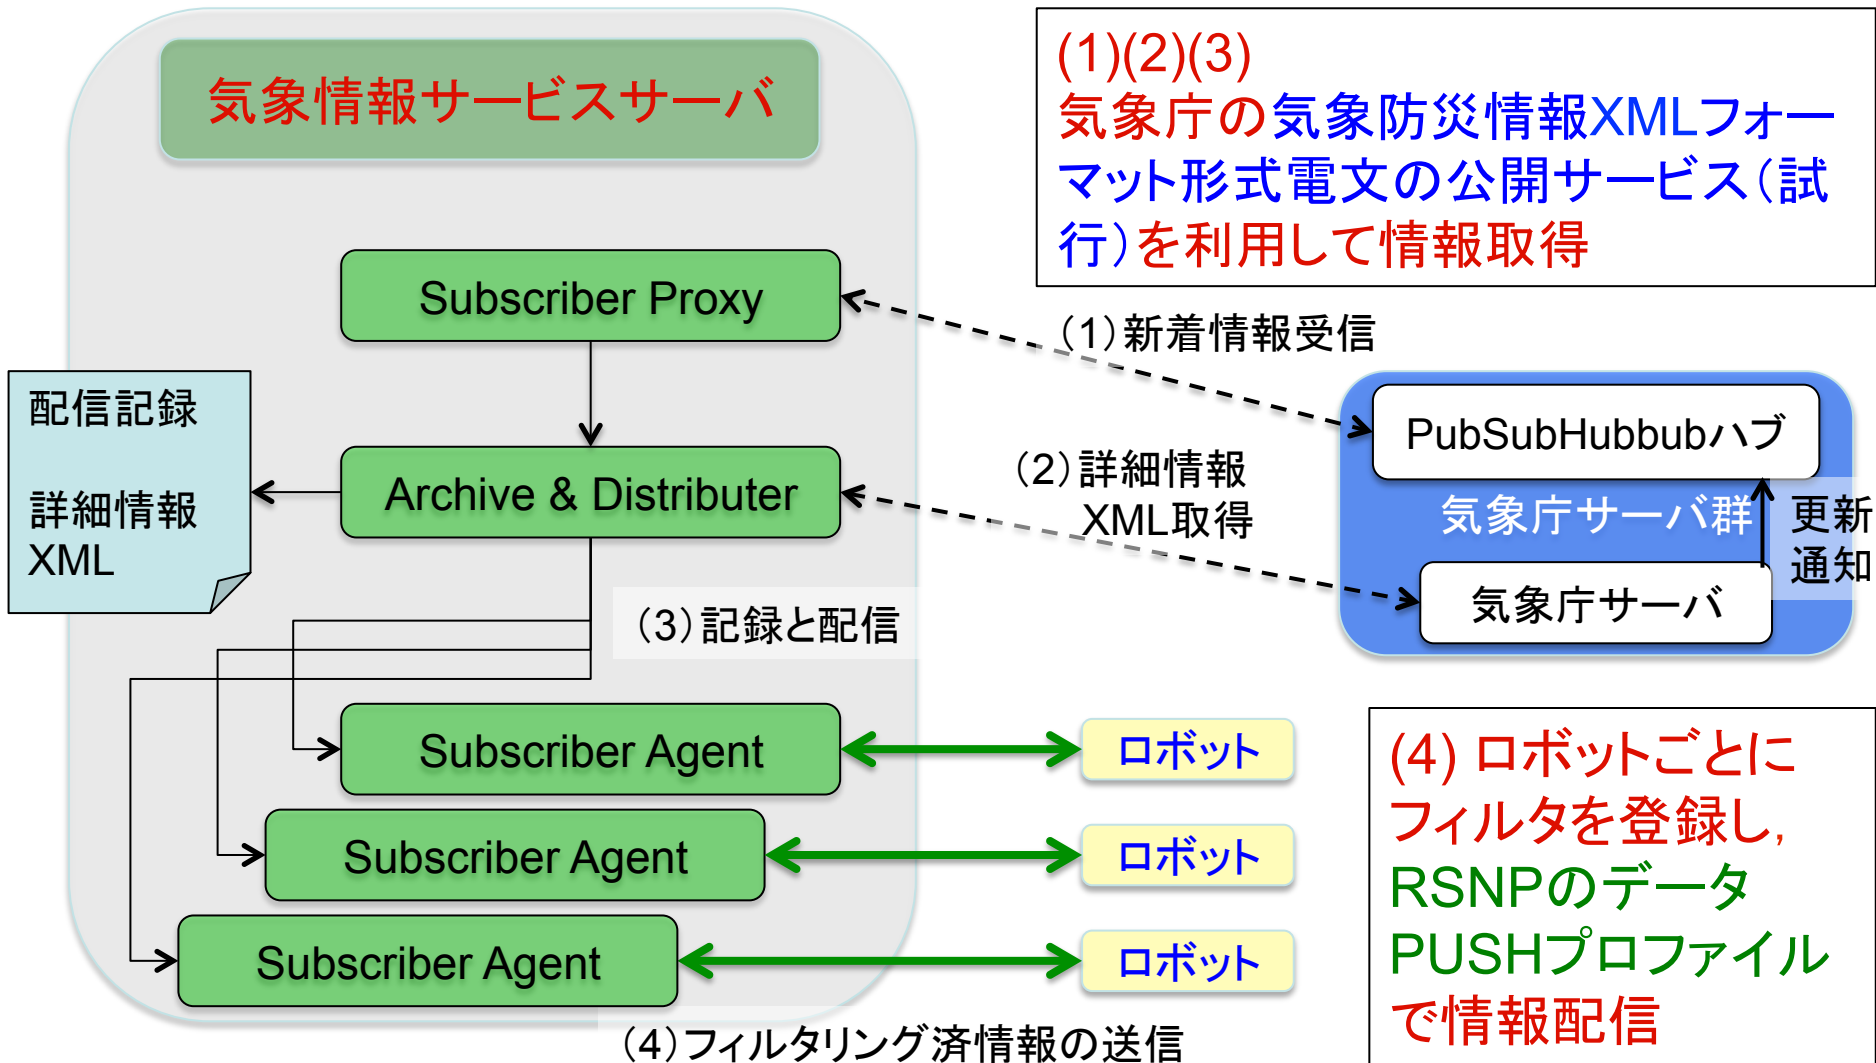 気象情報サービスサーバ
(1)(2)(3)
気象庁の気象防災情報XMLフォー
マット形式電文の公開サービス（試
行）を利用して情報取得
Subscriber Proxy
（1）新着情報受信
配信記録
詳細情報
XML
Archive & Distributer
（2）詳細情報
XML取得
PubSubHubbubハブ
気象庁サーバ群
更新
通知
気象庁サーバ
（3）記録と配信
Subscriber Agent
ロボット
Subscriber Agent
ロボット
Subscriber Agent
ロボット
（4）フィルタリング済情報の送信
(4) ロボットごとに
フィルタを登録し,
RSNPのデータ
PUSHプロファイル
で情報配信